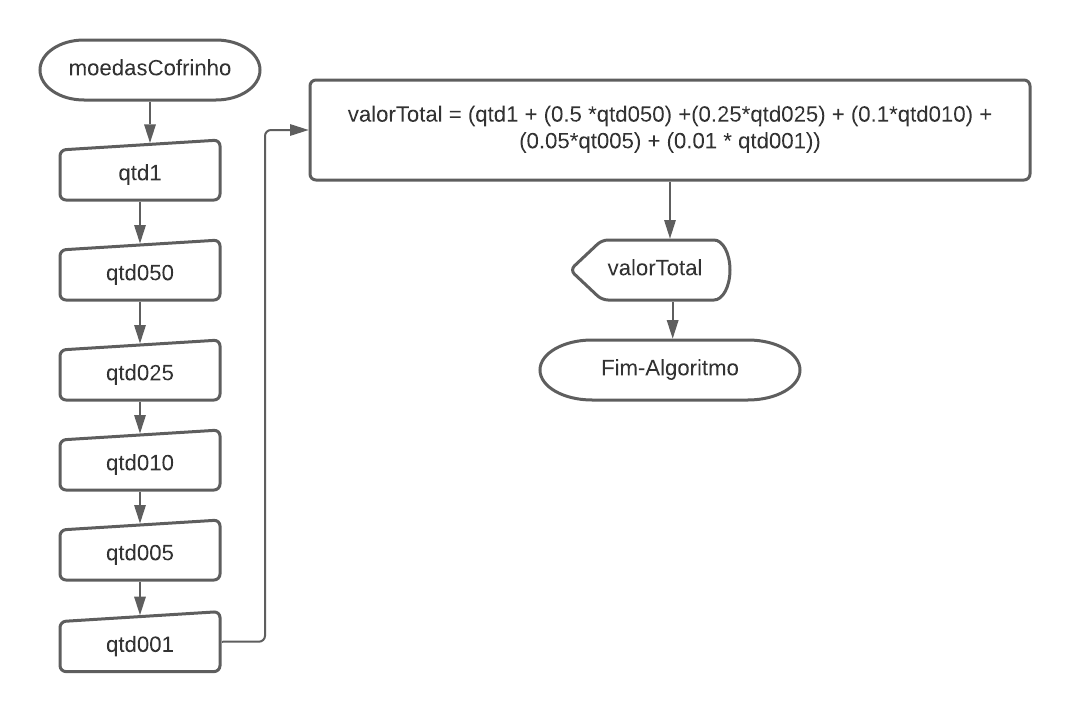 moedasCofrinho
qtd1
qtd050
qtd025
qtd010
qtd005
qtd001
valorTotal = (qtd1 + (0.5 *qtd050) +(0.25*qtd025) + (0.1*qtd010) +
(0.05*qt005) + (0.01 * qtd001))
valorTotal
Fim-Algoritmo